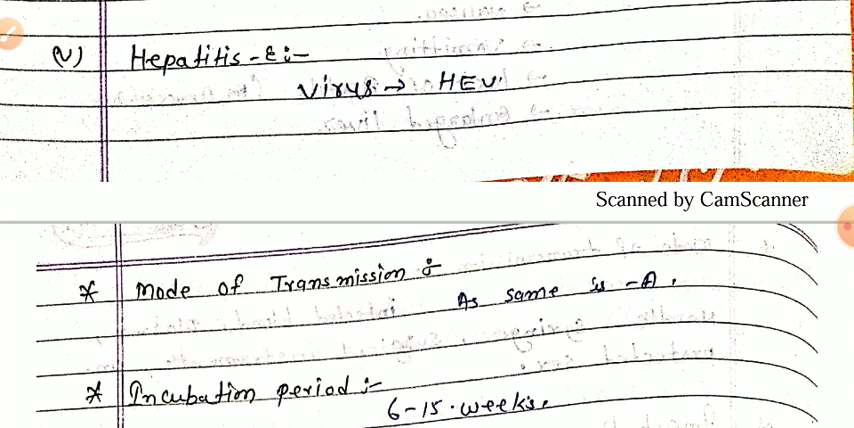 (V) Hepatitis - E :-
Virus → HEV.
Scanned by CamScanner
* Mode of Transmission :-
As same is - A.
* Incubation period :-
6-15 weeks.